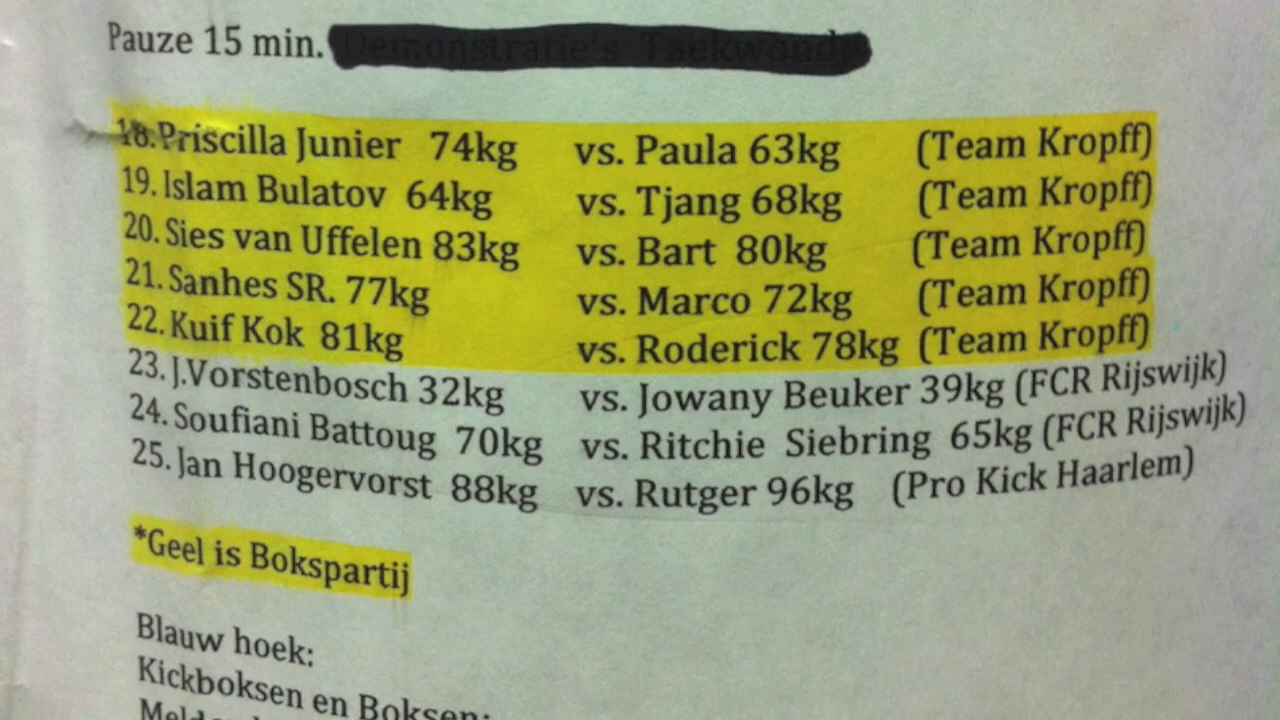 Pauze 15 min. Demonstratie's Taekwondo
18. Priscilla Junier 74kg vs. Paula 63kg (Team Kropff)
19. Islam Bulatov 64kg vs. Tjang 68kg (Team Kropff)
20. Sies van Uffelen 83kg vs. Bart 80kg (Team Kropff)
21. Sanhes SR. 77kg vs. Marco 72kg (Team Kropff)
22. Kuif Kok 81kg vs. Roderick 78kg (Team Kropff)
23. J.Vorstenbosch 32kg vs. Jowany Beuker 39kg (FCR Rijswijk)
24. Soufiani Battoug 70kg vs. Ritchie Siebring 65kg (FCR Rijswijk)
25. Jan Hoogervorst 88kg vs. Rutger 96kg (Pro Kick Haarlem)
*Geel is Bokspartij
Blauw hoek:
Kickboksen en Boksen: